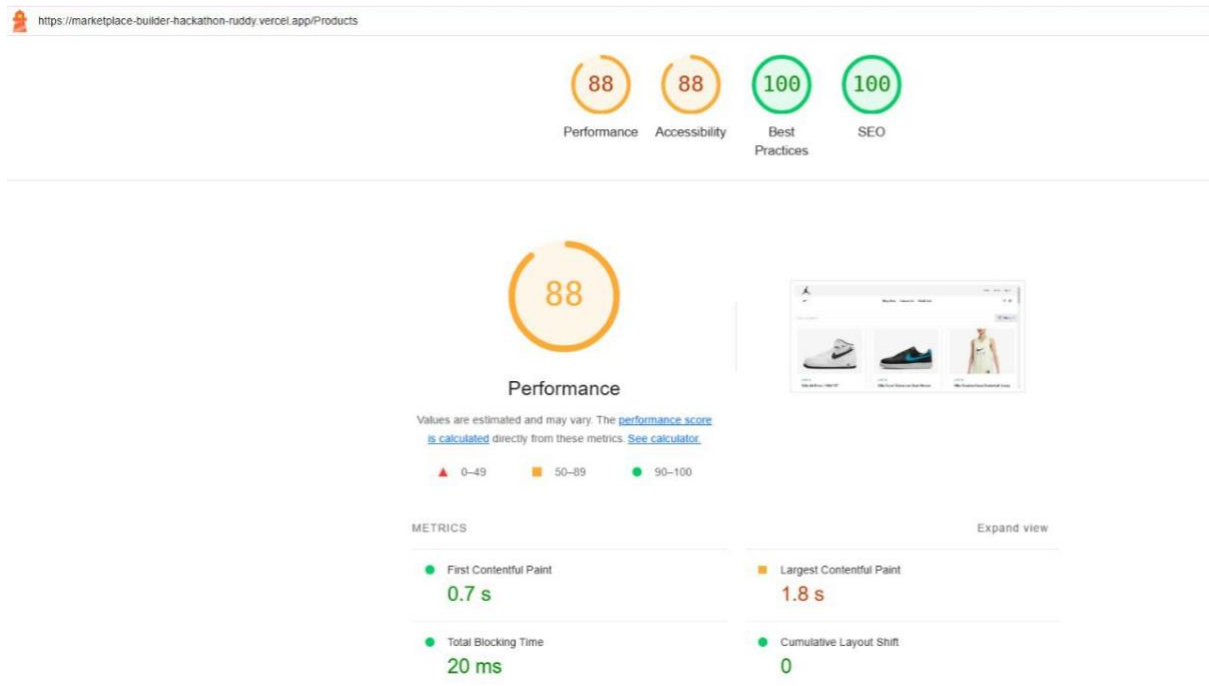 https://marketplace-builder-hackathon-ruddy.vercel.app/Products
88
88
100
100
Performance
Accessibility
Best
Practices
SEO
88
Performance
Values are estimated and may vary. The performance score
is calculated directly from these metrics. See calculator.
0–49
50–89
90–100
METRICS
Expand view
First Contentful Paint
0.7 s
Largest Contentful Paint
1.8 s
Total Blocking Time
20 ms
Cumulative Layout Shift
0